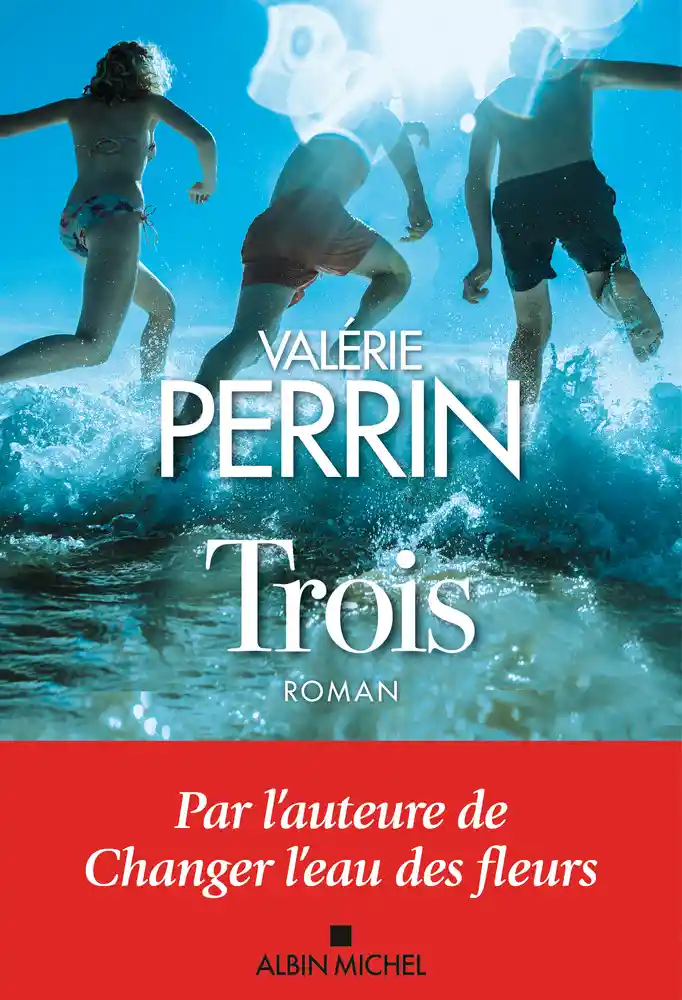 VALÉRIE
PERRIN
Trois
ROMAN
Par l'auteure de
Changer l'eau des fleurs
ALBIN MICHEL